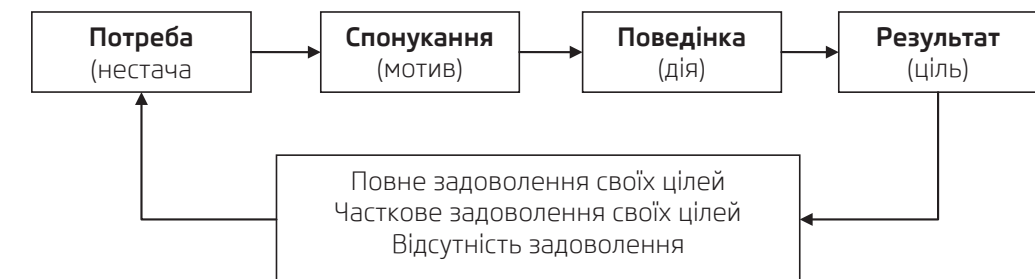 Потреба
(нестача
Спонукання
(мотив)
Поведінка
(дія)
Результат
(ціль)
Повне задоволення своїх цілей
Часткове задоволення своїх цілей
Відсутність задоволення